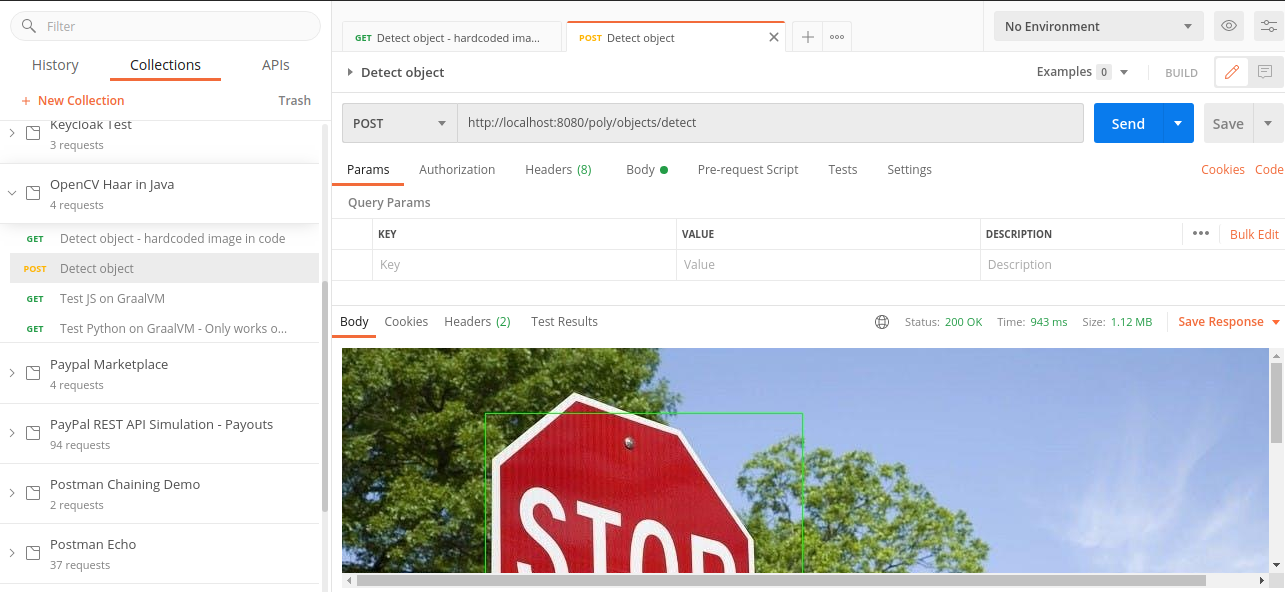 Filter
History Collections APIs
+ New Collection Trash
Keycloak Test
3 requests
OpenCV Haar in Java
4 requests
GET Detect object - hardcoded image in code
POST Detect object
GET Test JS on GraalVM
GET Test Python on GraalVM - Only works o...
Paypal Marketplace
4 requests
PayPal REST API Simulation - Payouts
94 requests
Postman Chaining Demo
2 requests
Postman Echo
37 requests
GET Detect object - hardcoded ima... POST Detect object
No Environment
Detect object Examples 0 BUILD
POST http://localhost:8080/poly/objects/detect Send Save
Params Authorization Headers (8) Body Pre-request Script Tests Settings Cookies Code
Query Params
KEY VALUE DESCRIPTION Bulk Edit
Key Value Description
Body Cookies Headers (2) Test Results Status: 200 OK Time: 943 ms Size: 1.12 MB Save Response
STOP